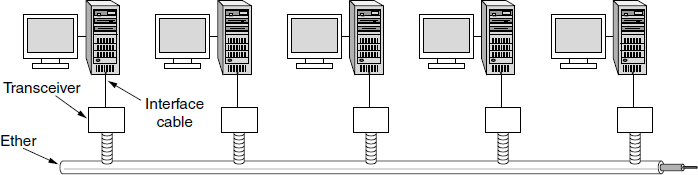 Transceiver
Interface
cable
Ether